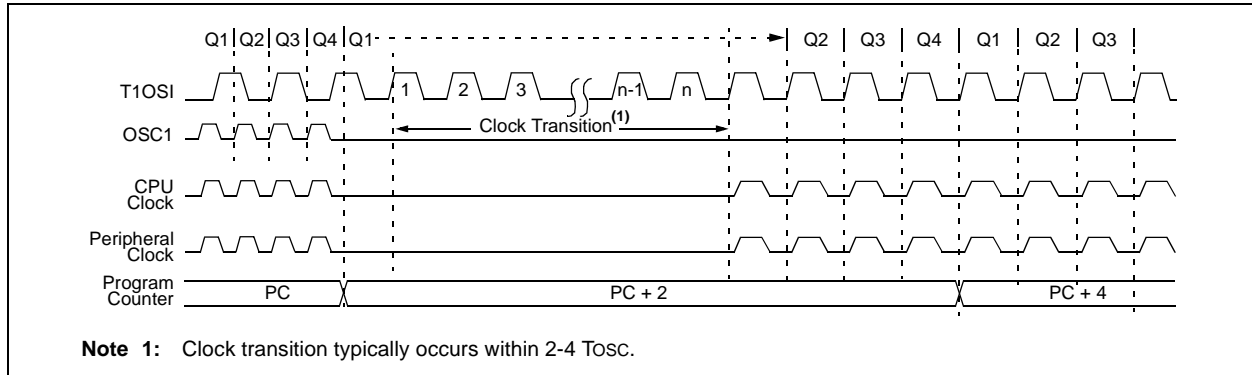 Q1 Q2 Q3 Q4 Q1 Q2 Q3 Q4 Q1 Q2 Q3
T1OSI 1 2 3 n-1 n
OSC1 Clock Transition(1)
CPU
Clock
Peripheral
Clock
Program
Counter PC PC + 2 PC + 4
Note 1: Clock transition typically occurs within 2-4 TOSC.